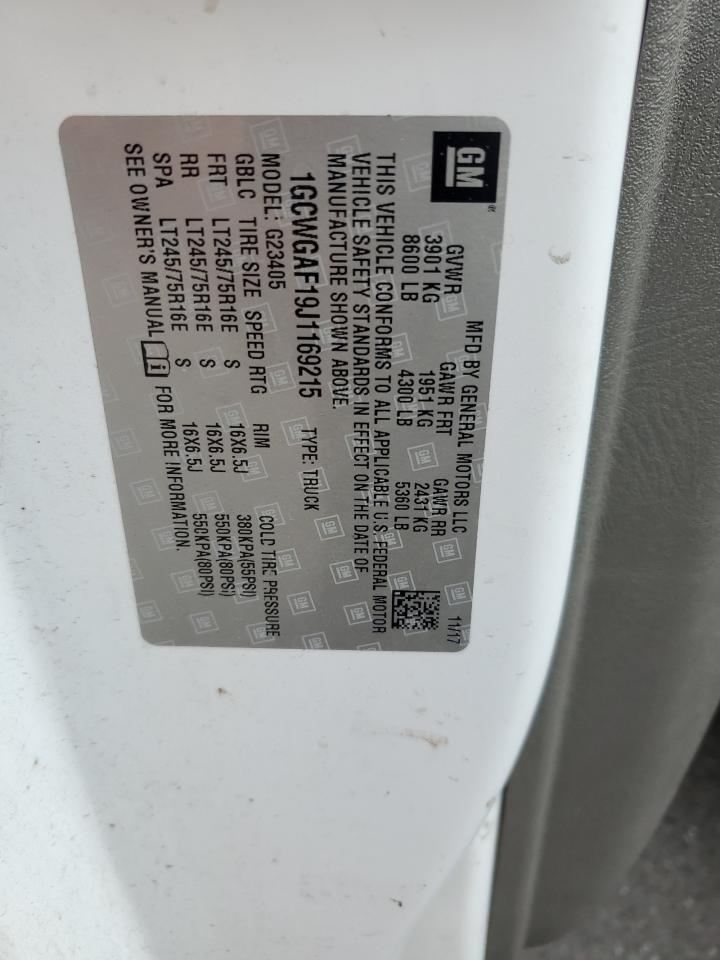 GM
MFD BY GENERAL MOTORS LLC 11/17
GVWR GAWR FRT GAWR RR
3901 KG 1951 KG 2431 KG
8600 LB 4300 LB 5360 LB
THIS VEHICLE CONFORMS TO ALL APPLICABLE U.S. FEDERAL MOTOR
VEHICLE SAFETY STANDARDS IN EFFECT ON THE DATE OF
MANUFACTURE SHOWN ABOVE.
1GCWGAF19J1169215 TYPE: TRUCK
MODEL: G23405
GBLC TIRE SIZE SPEED RTG RIM COLD TIRE PRESSURE
FRT LT245/75R16E S 16X6.5J 380KPA(55PSI)
RR LT245/75R16E S 16X6.5J 550KPA(80PSI)
SPA LT245/75R16E S 16X6.5J 550KPA(80PSI)
SEE OWNER'S MANUAL FOR MORE INFORMATION.